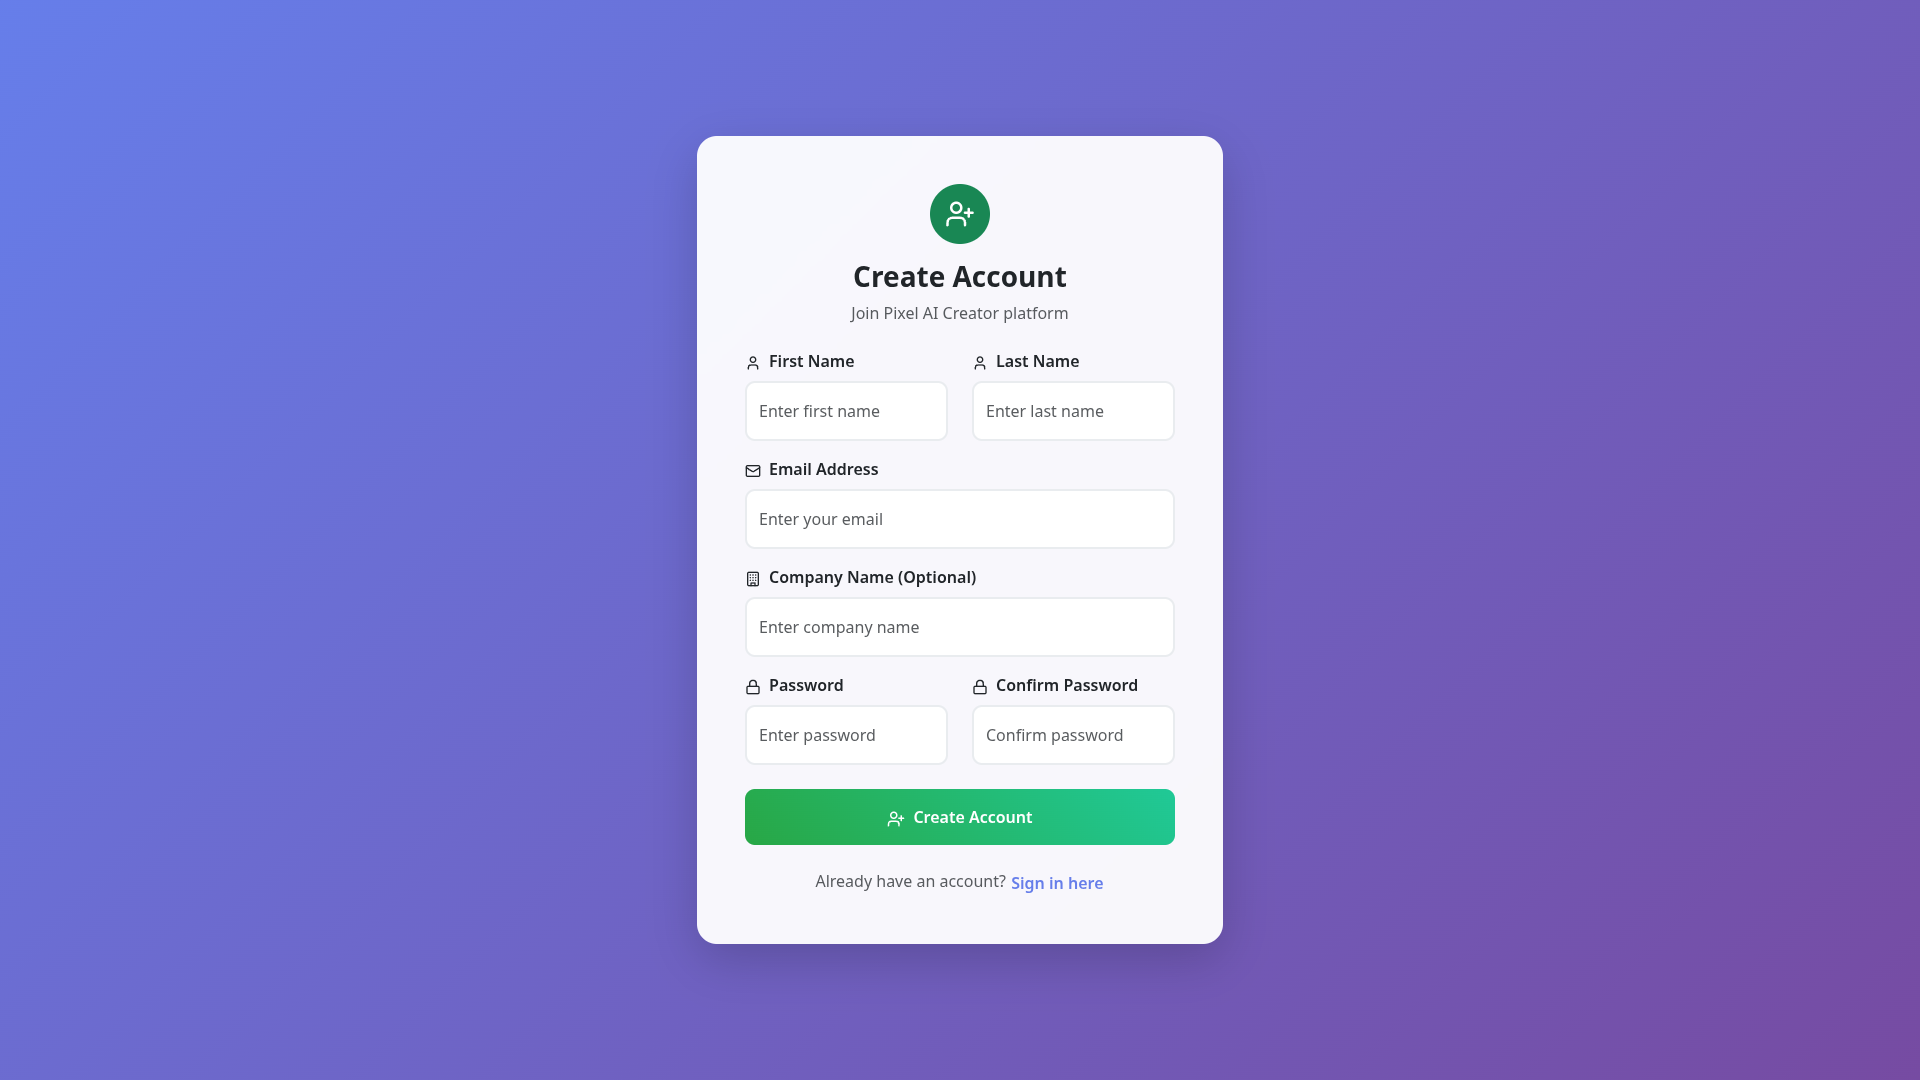 Create Account
Join Pixel AI Creator platform
First Name
Last Name
Enter first name
Enter last name
Email Address
Enter your email
Company Name (Optional)
Enter company name
Password
Confirm Password
Enter password
Confirm password
Create Account
Already have an account? Sign in here